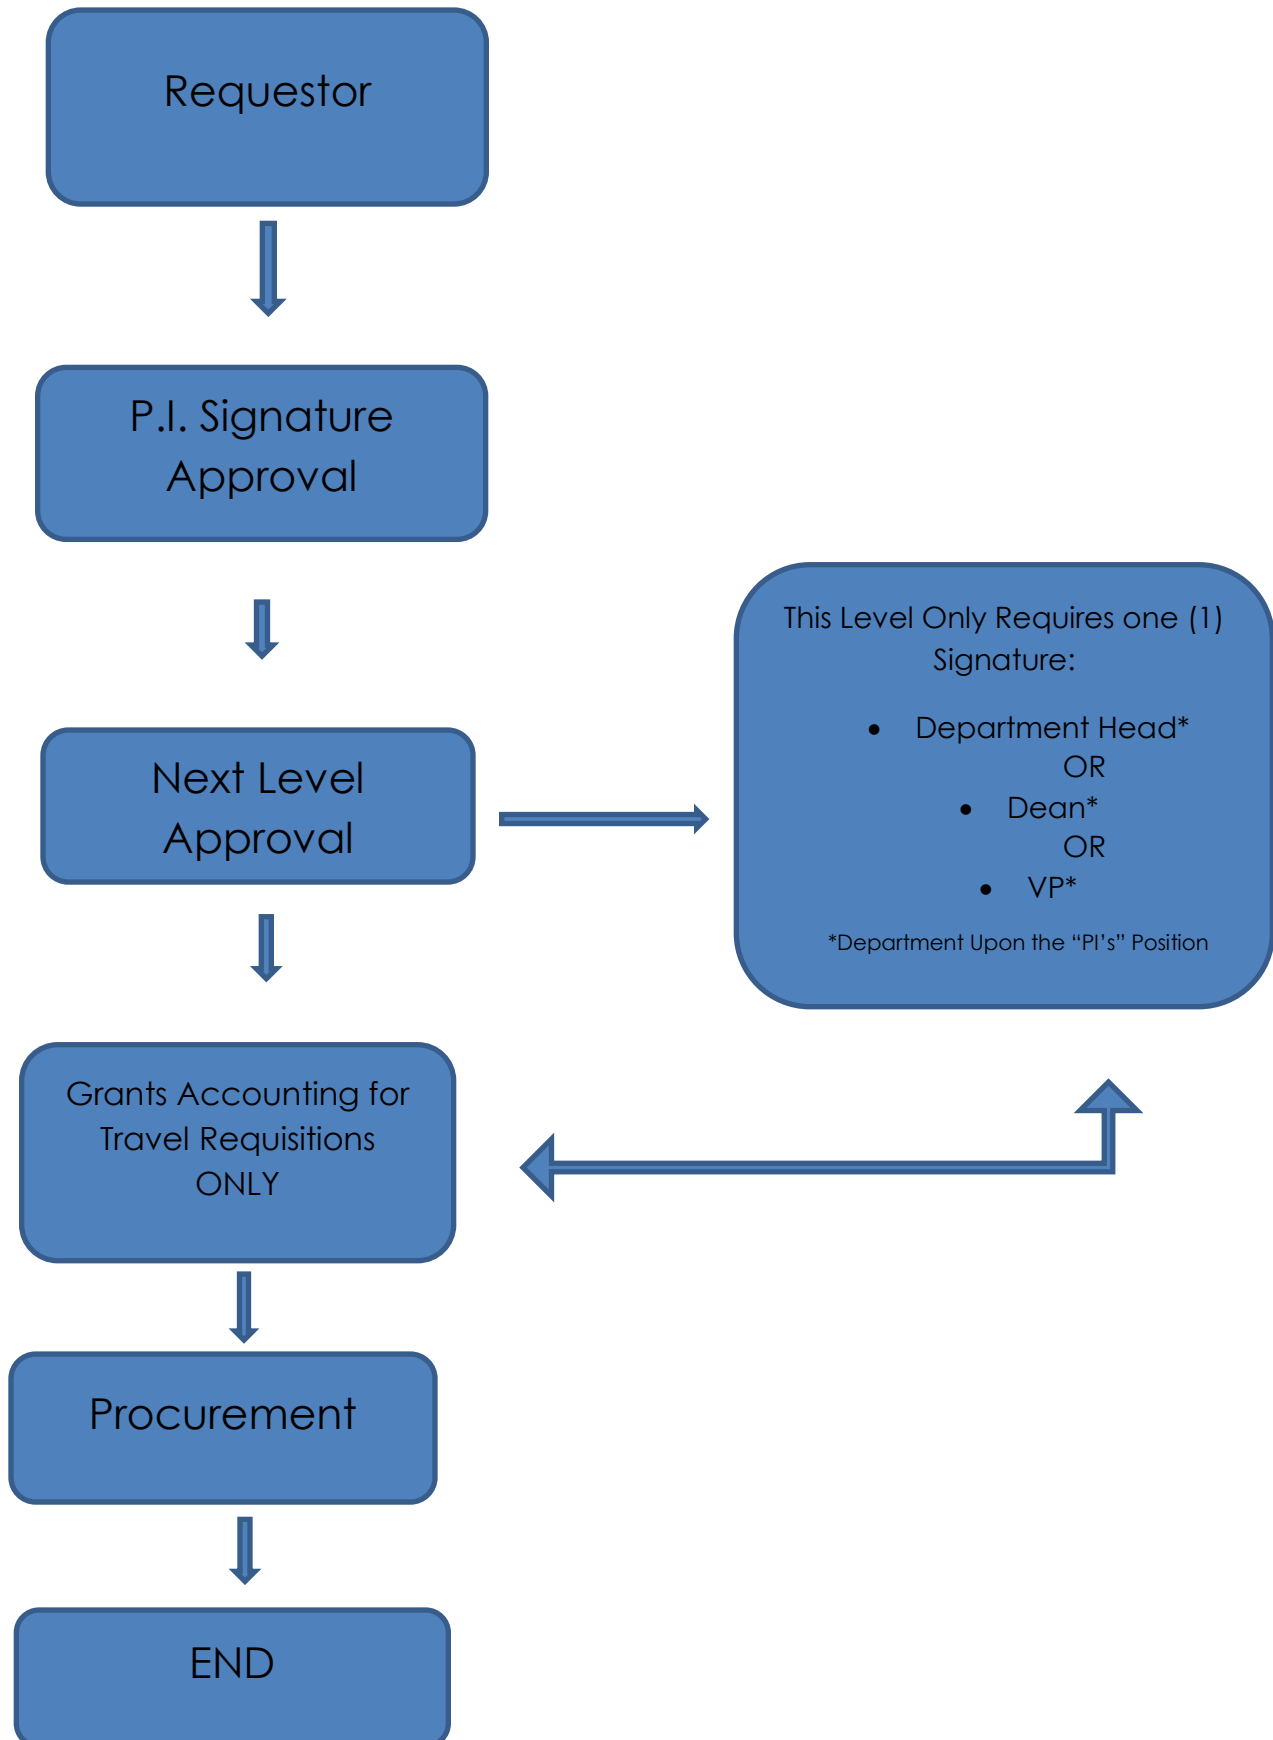 Requestor
P.I. Signature
Approval
Next Level
Approval
This Level Only Requires one (1)
Signature:
• Department Head*
OR
• Dean*
OR
• VP*
*Department Upon the “PI’s” Position
Grants Accounting for
Travel Requisitions
ONLY
Procurement
END